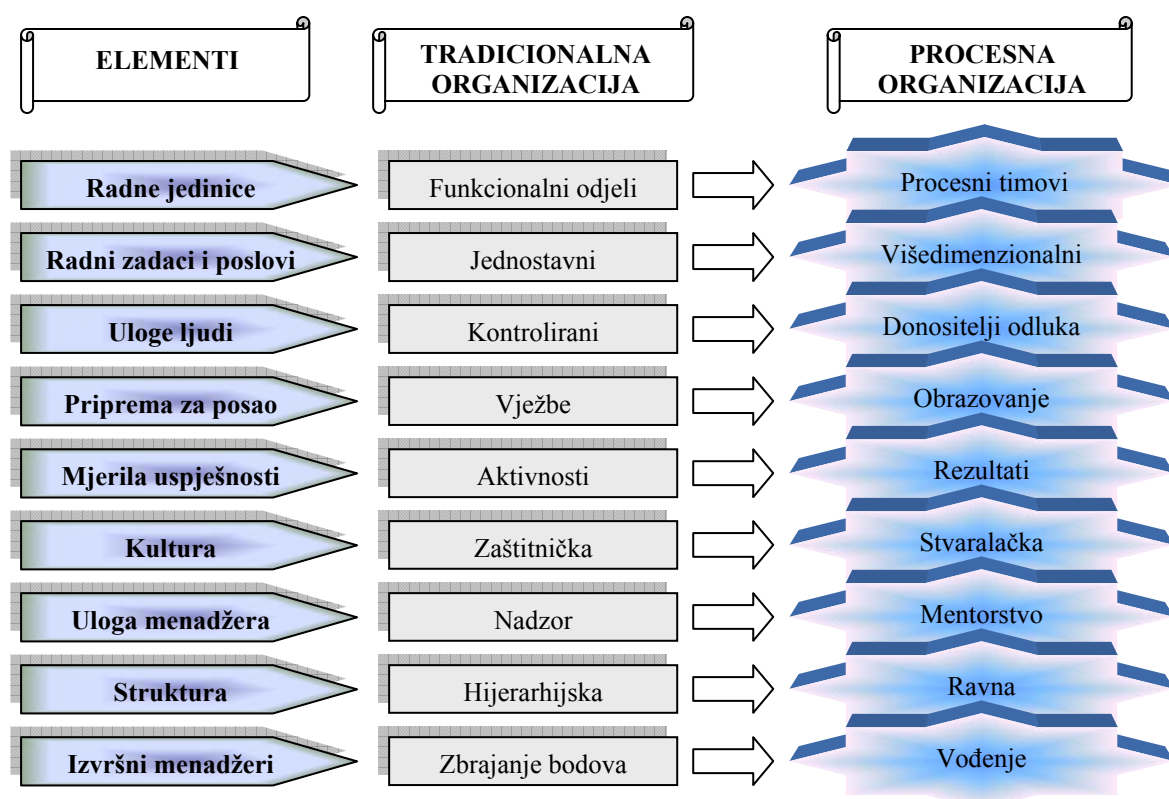 ELEMENTI
TRADICIONALNA
ORGANIZACIJA
PROCESNA
ORGANIZACIJA
Radne jedinice
Funkcionalni odjeli
Procesni timovi
Radni zadaci i poslovi
Jednostavni
Višedimenzionalni
Uloge ljudi
Kontrolirani
Donositelji odluka
Priprema za posao
Vježbe
Obrazovanje
Mjerila uspješnosti
Aktivnosti
Rezultati
Kultura
Zaštitnička
Stvaralačka
Uloga menadžera
Nadzor
Mentorstvo
Struktura
Hijerarhijska
Ravna
Izvršni menadžeri
Zbrajanje bodova
Vođenje